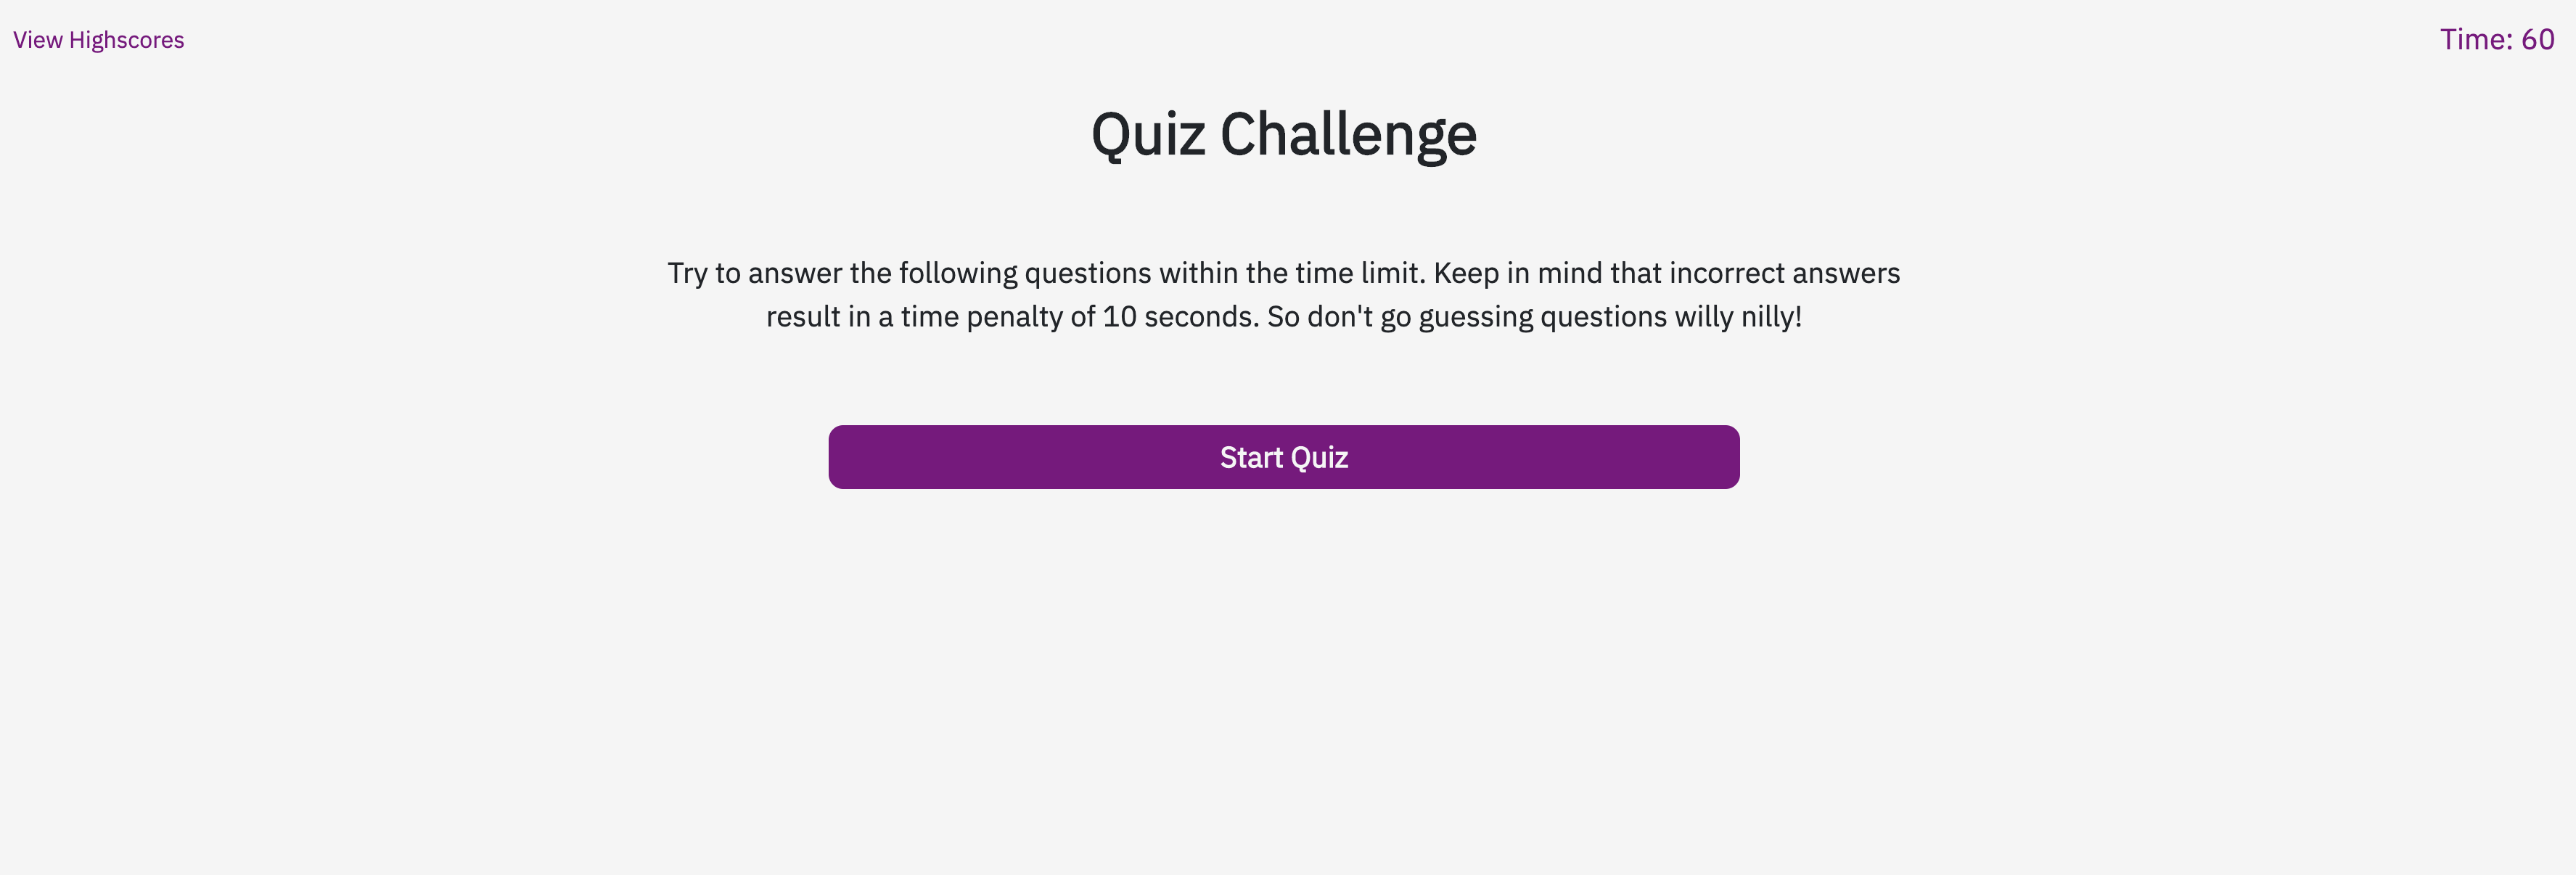 View Highscores
Time: 60
Quiz Challenge
Try to answer the following questions within the time limit. Keep in mind that incorrect answers
result in a time penalty of 10 seconds. So don't go guessing questions willy nilly!
Start Quiz